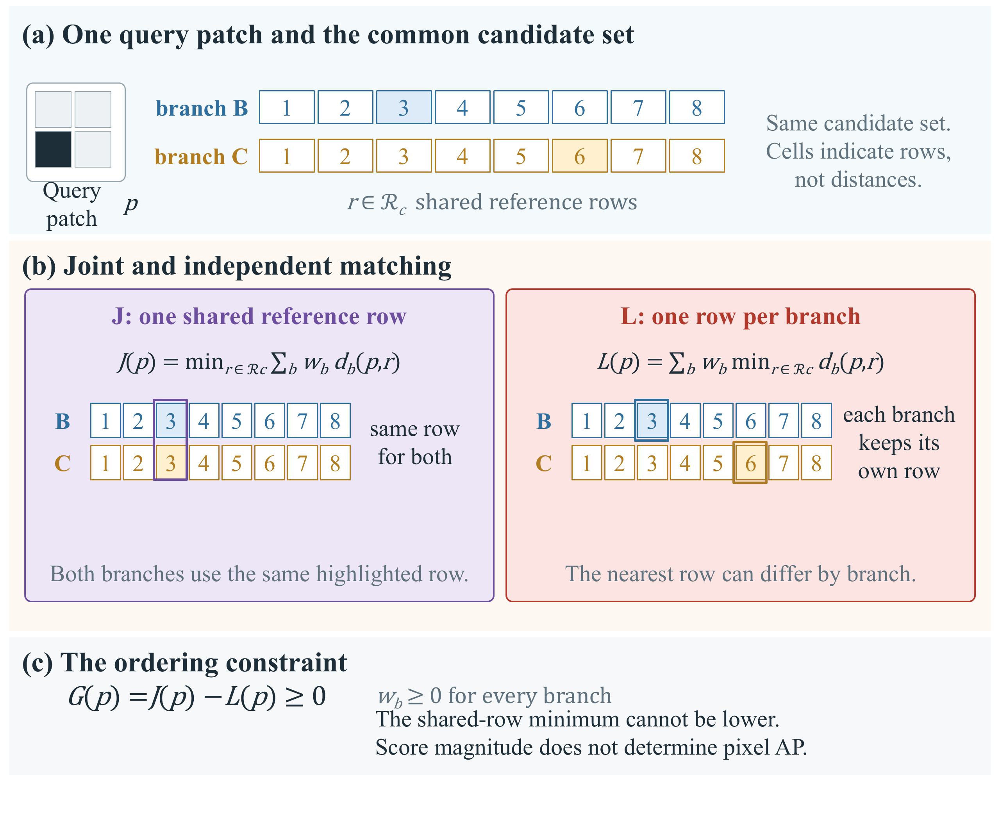 (a) One query patch and the common candidate set
branch B 1 2 3 4 5 6 7 8
branch C 1 2 3 4 5 6 7 8
Same candidate set.
Cells indicate rows,
not distances.
Query
patch
p
r ∈ ℛ_c shared reference rows
(b) Joint and independent matching
J: one shared reference row
J(p) = min_{r∈ℛc} ∑_b w_b d_b(p,r)
B 1 2 3 4 5 6 7 8
C 1 2 3 4 5 6 7 8
same row
for both
Both branches use the same highlighted row.
L: one row per branch
L(p) = ∑_b w_b min_{r∈ℛc} d_b(p,r)
B 1 2 3 4 5 6 7 8
C 1 2 3 4 5 6 7 8
each branch
keeps its
own row
The nearest row can differ by branch.
(c) The ordering constraint
G(p) = J(p) − L(p) ≥ 0
w_b ≥ 0 for every branch
The shared-row minimum cannot be lower.
Score magnitude does not determine pixel AP.